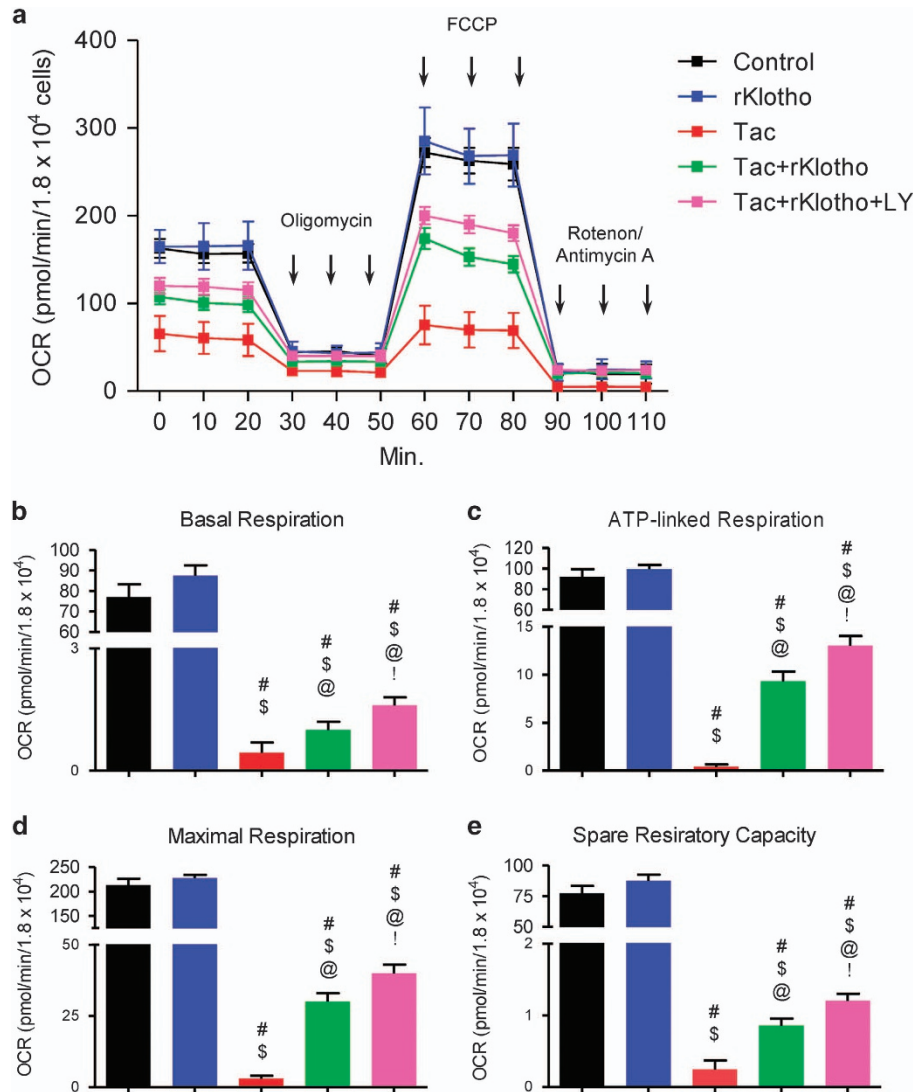 a
FCCP
400
300
200
100
0
OCR (pmol/min/1.8 x 10⁴ cells)
Oligomycin
Rotenon/
Antimycin A
Control
rKlotho
Tac
Tac+rKlotho
Tac+rKlotho+LY
0 10 20 30 40 50 60 70 80 90 100 110
Min.
b
Basal Respiration
100
90
80
70
60
3
0
OCR (pmol/min/1.8 x 10⁴)
#
$
#
$
@
#
$
@
!
c
ATP-linked Respiration
120
100
80
60
15
10
5
0
OCR (pmol/min/1.8 x 10⁴)
#
$
#
$
@
#
$
@
!
d
Maximal Respiration
250
200
150
50
25
0
OCR (pmol/min/1.8 x 10⁴)
#
$
#
$
@
#
$
@
!
e
Spare Resiratory Capacity
100
75
50
2
1
0
OCR (pmol/min/1.8 x 10⁴)
#
$
#
$
@
#
$
@
!